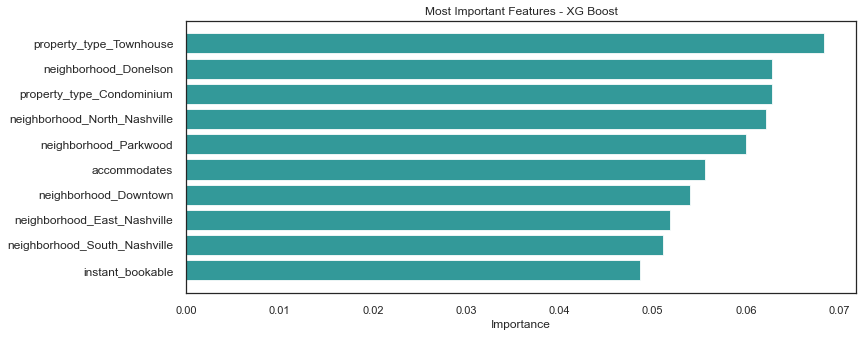 Most Important Features - XG Boost
property_type_Townhouse
neighborhood_Donelson
property_type_Condominium
neighborhood_North_Nashville
neighborhood_Parkwood
accommodates
neighborhood_Downtown
neighborhood_East_Nashville
neighborhood_South_Nashville
instant_bookable
0.00 0.01 0.02 0.03 0.04 0.05 0.06 0.07
Importance